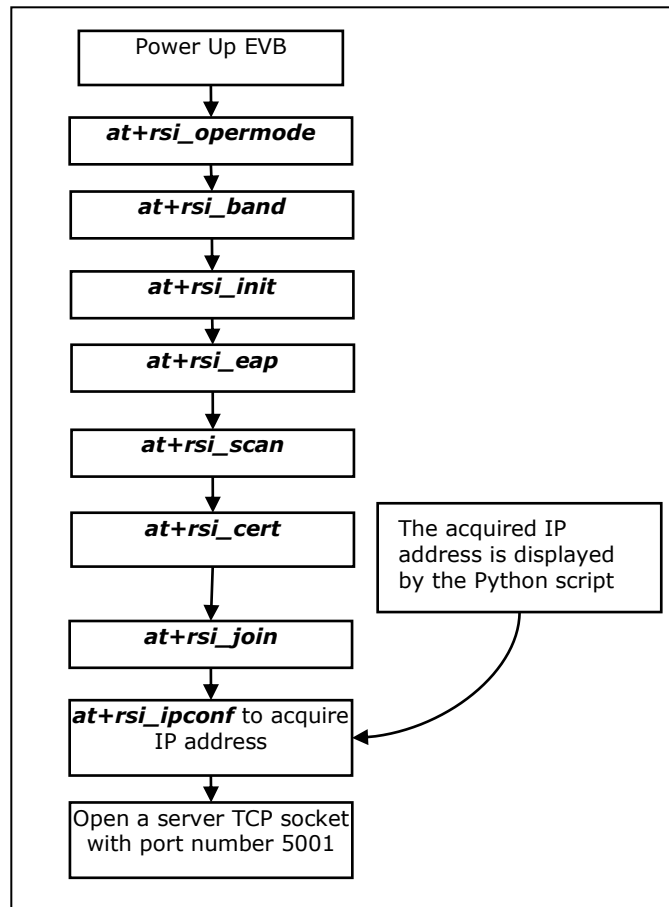 Power Up EVB
at+rsi_opermode
at+rsi_band
at+rsi_init
at+rsi_eap
at+rsi_scan
at+rsi_cert
The acquired IP
address is displayed
by the Python script
at+rsi_join
at+rsi_ipconf to acquire
IP address
Open a server TCP socket
with port number 5001